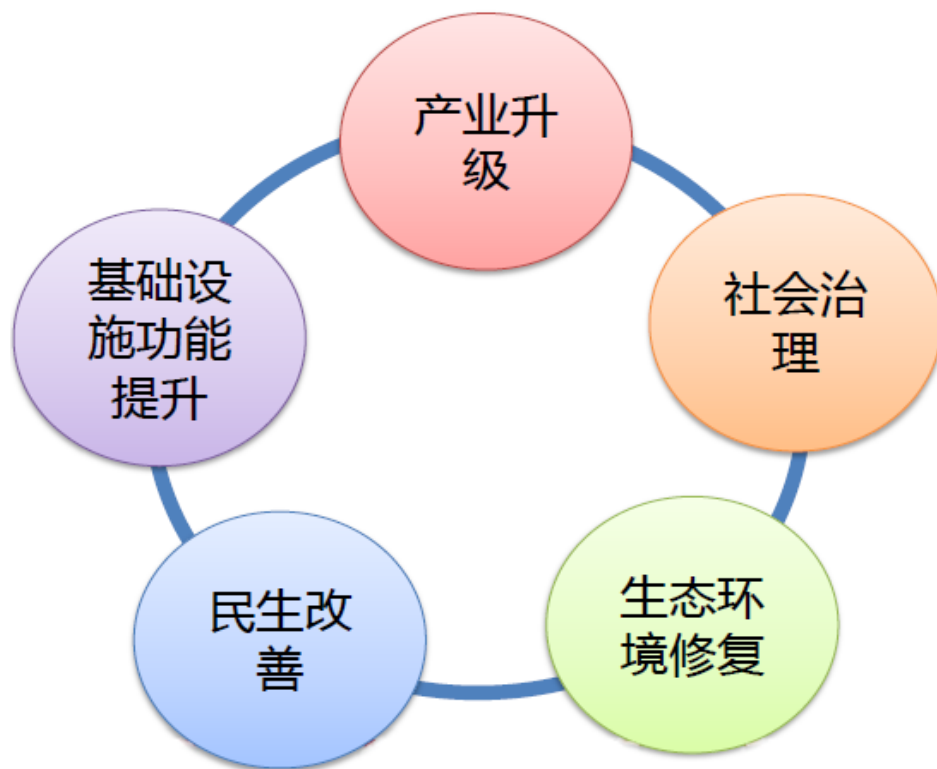 产业升
级
社会治
理
生态环
境修复
民生改
善
基础设
施功能
提升